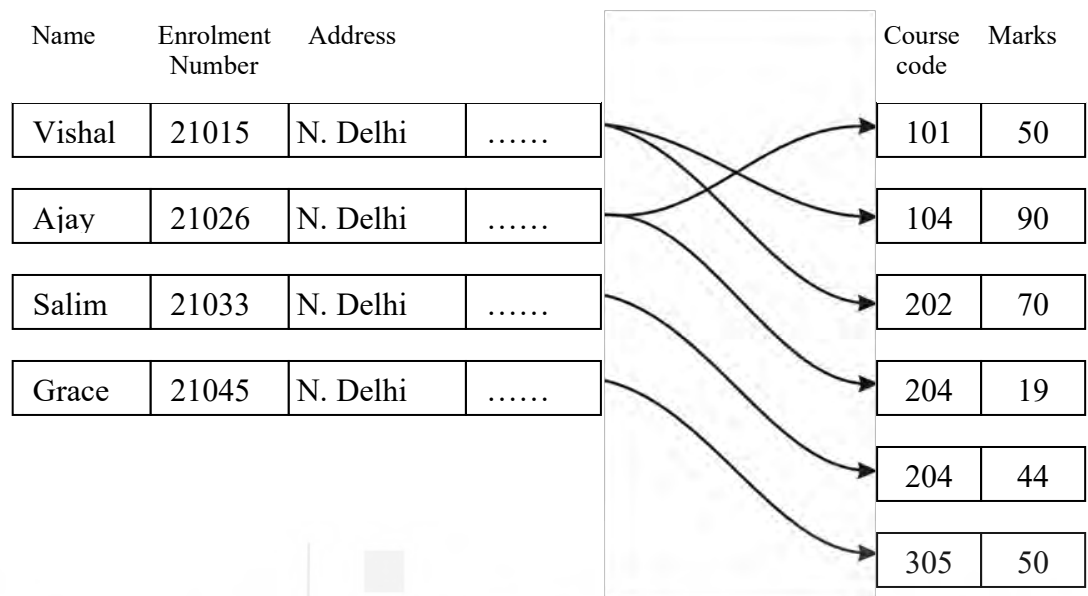 Name Enrolment Address Course Marks
Number code
Vishal 21015 N. Delhi …… 101 50
Ajay 21026 N. Delhi …… 104 90
Salim 21033 N. Delhi …… 202 70
Grace 21045 N. Delhi …… 204 19
204 44
305 50